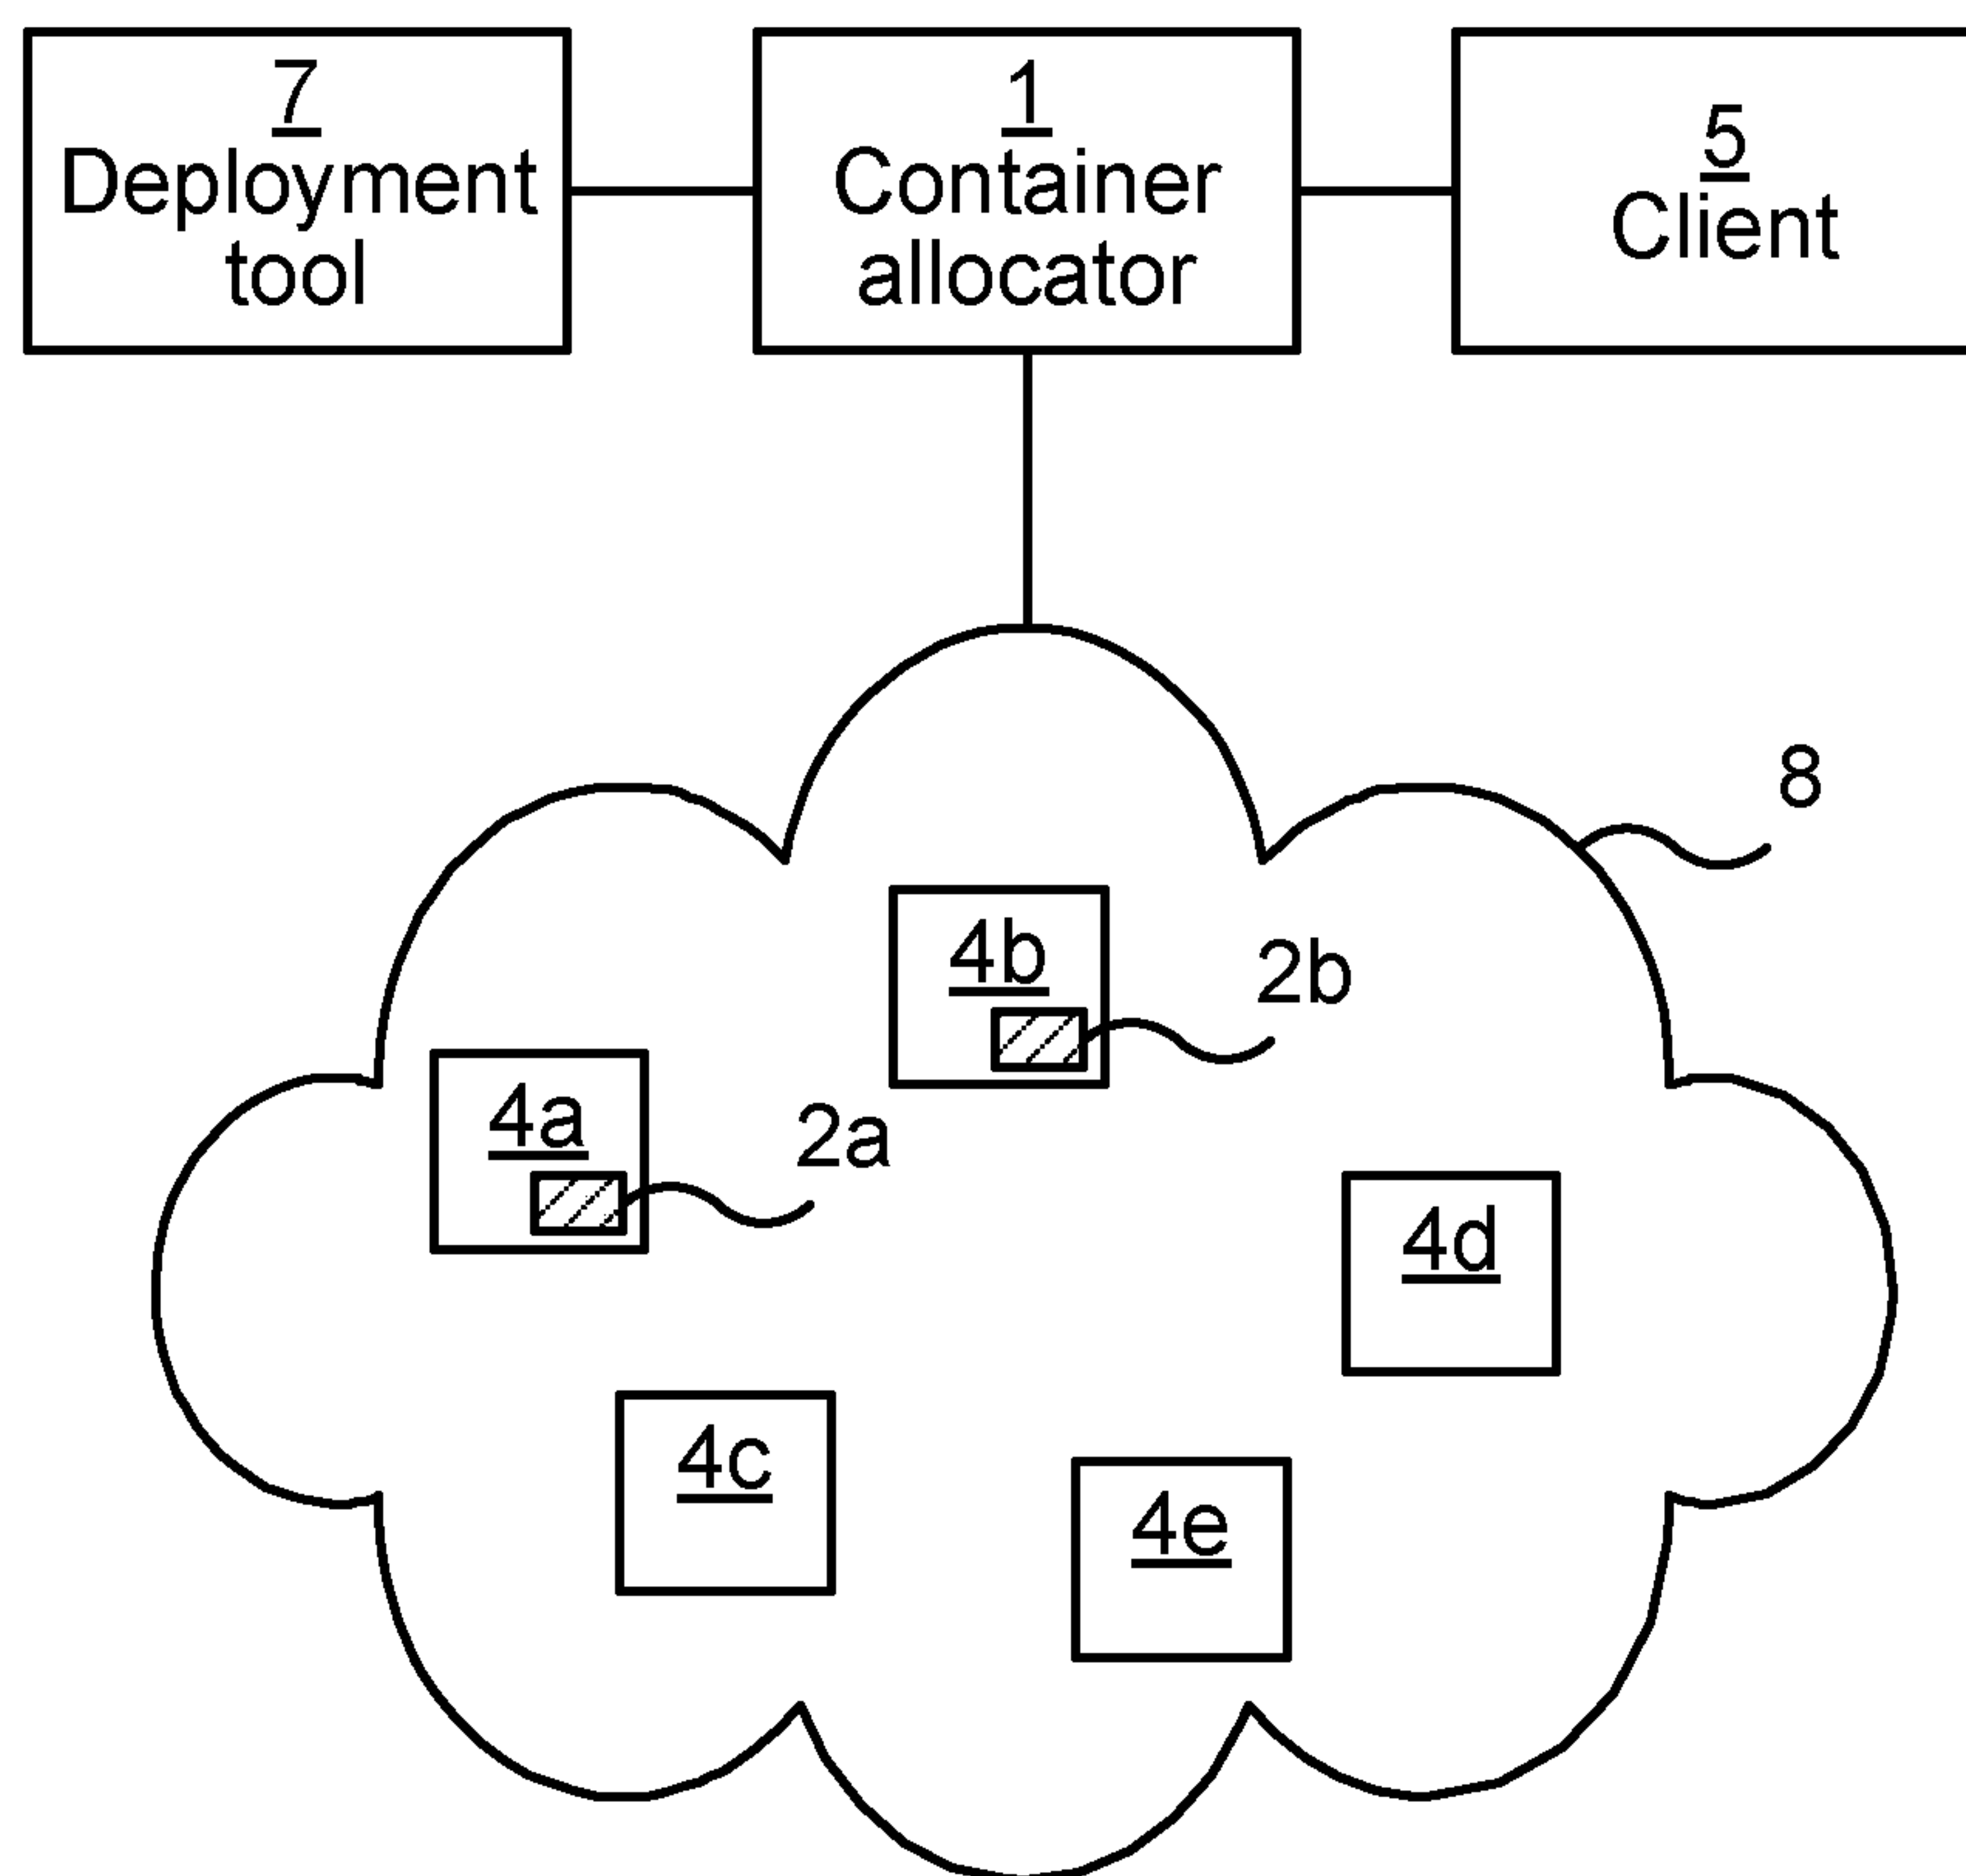 7
Deployment
tool
1
Container
allocator
5
Client
8
4b
2b
4a
2a
4d
4c
4e